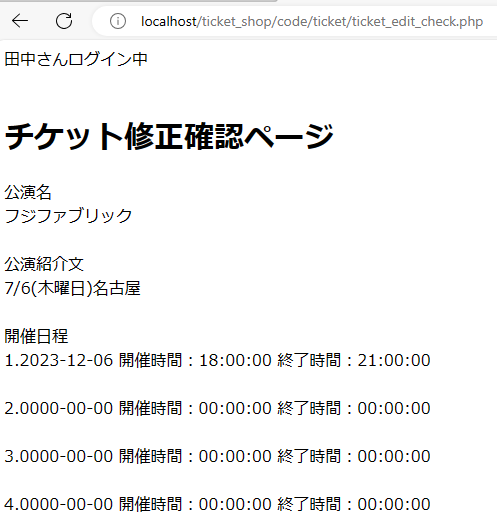 localhost/ticket_shop/code/ticket/ticket_edit_check.php
田中さんログイン中
チケット修正確認ページ
公演名
フジファブリック
公演紹介文
7/6(木曜日)名古屋
開催日程
1.2023-12-06 開催時間：18:00:00 終了時間：21:00:00
2.0000-00-00 開催時間：00:00:00 終了時間：00:00:00
3.0000-00-00 開催時間：00:00:00 終了時間：00:00:00
4.0000-00-00 開催時間：00:00:00 終了時間：00:00:00